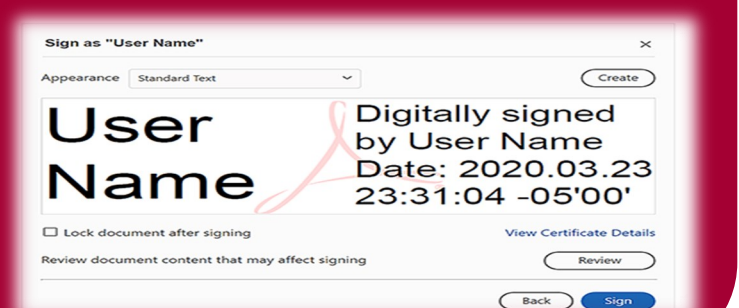 Sign as "User Name"
Appearance Standard Text Create
User
Name
Digitally signed
by User Name
Date: 2020.03.23
23:31:04 -05'00'
Lock document after signing View Certificate Details
Review document content that may affect signing Review
Back Sign